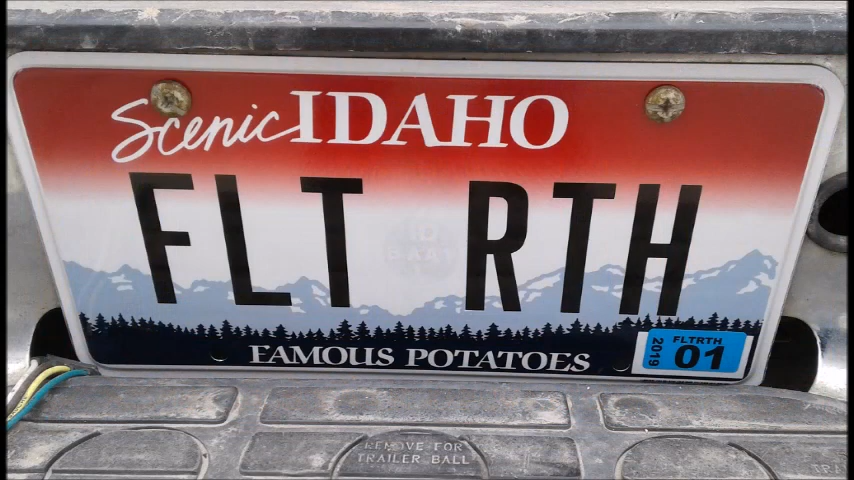 Scenic IDAHO
FLT RTH
FAMOUS POTATOES
2019
FLTRTH
01
REMOVE FOR
TRAILER BALL